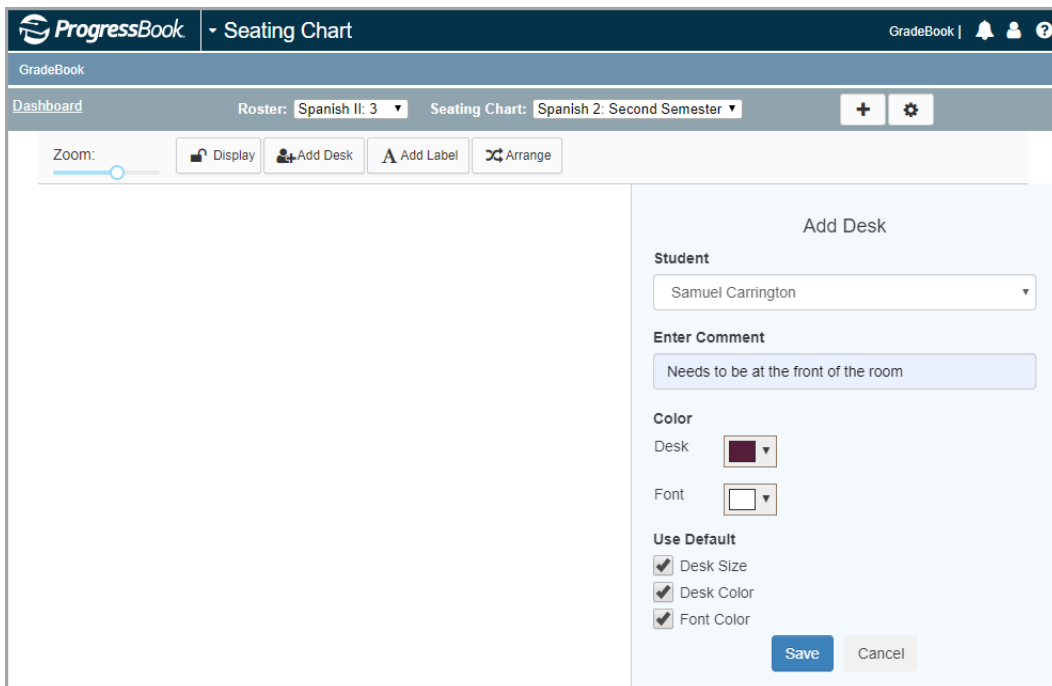 ProgressBook Seating Chart GradeBook |
GradeBook
Dashboard Roster: Spanish II: 3 Seating Chart: Spanish 2: Second Semester
Zoom: Display Add Desk A Add Label Arrange
Add Desk
Student
Samuel Carrington
Enter Comment
Needs to be at the front of the room
Color
Desk
Font
Use Default
Desk Size
Desk Color
Font Color
Save Cancel